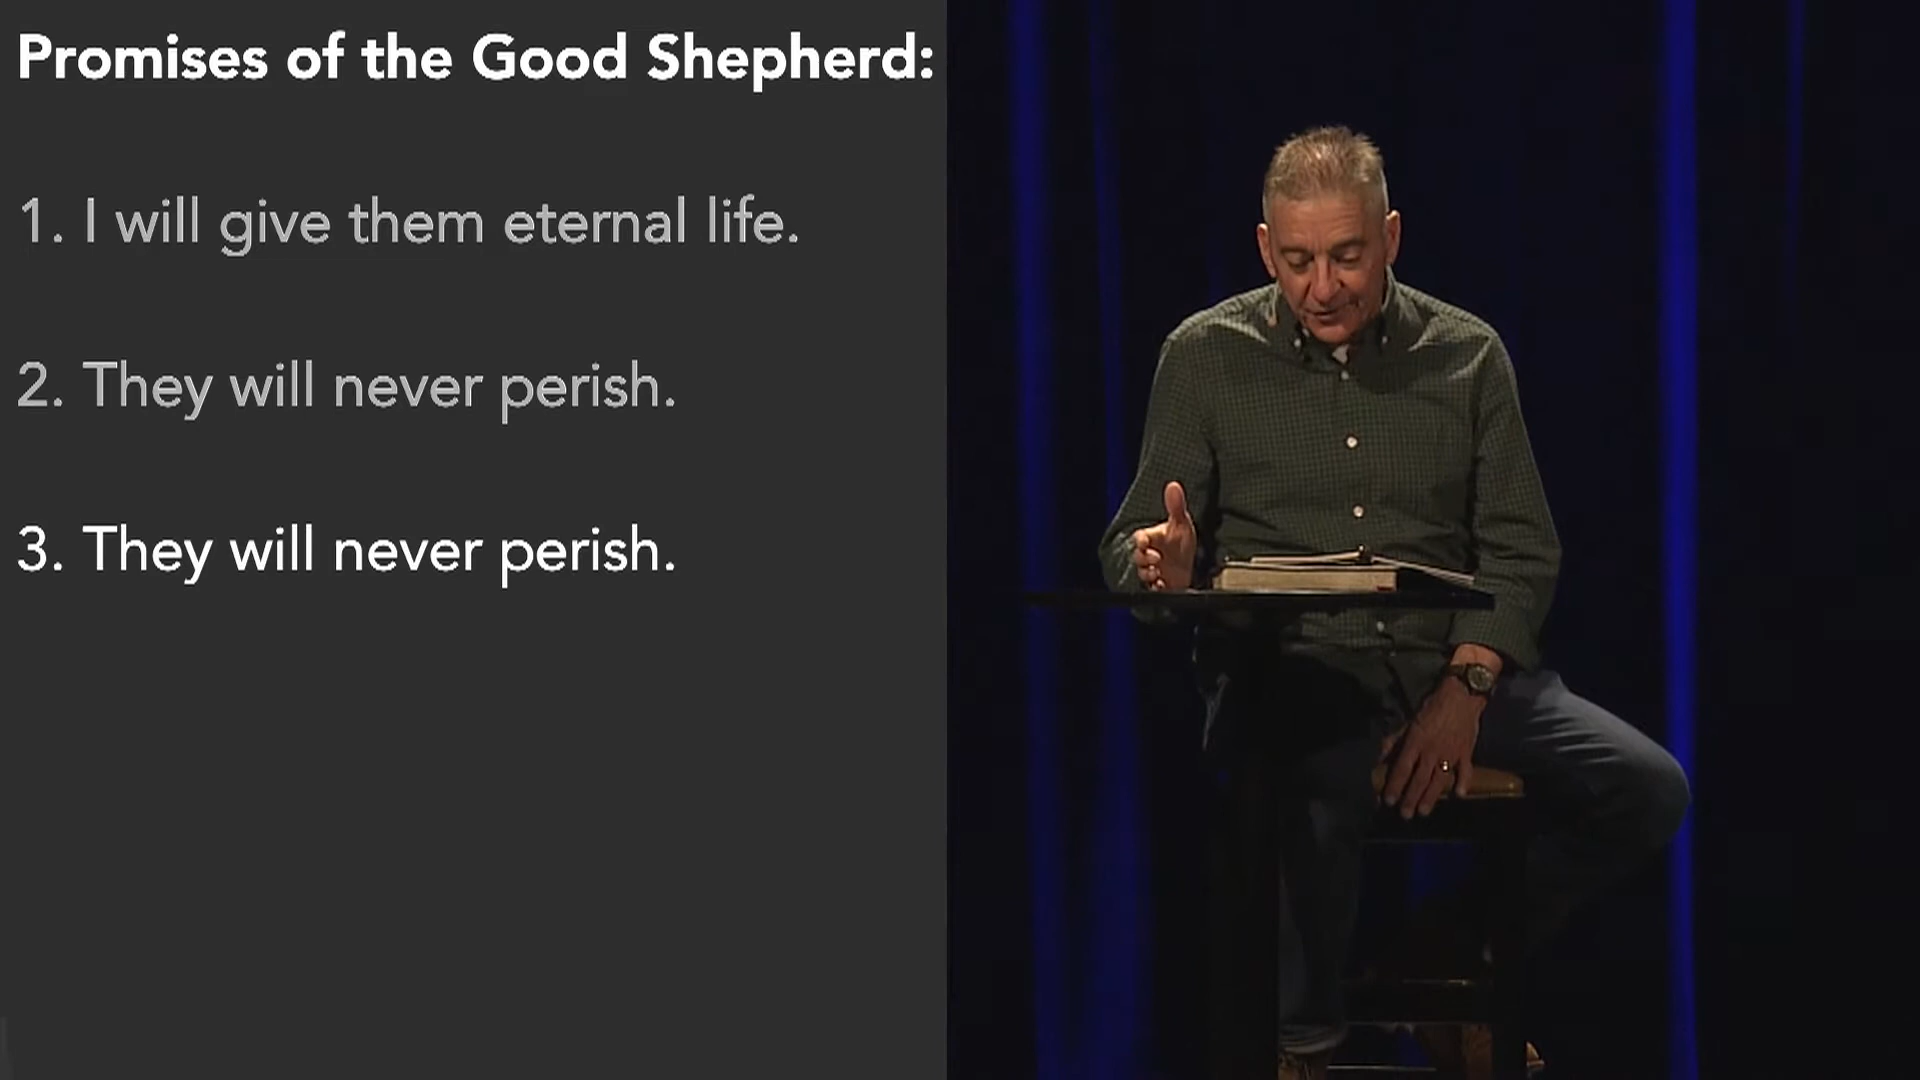 Promises of the Good Shepherd:
1. I will give them eternal life.
2. They will never perish.
3. They will never perish.